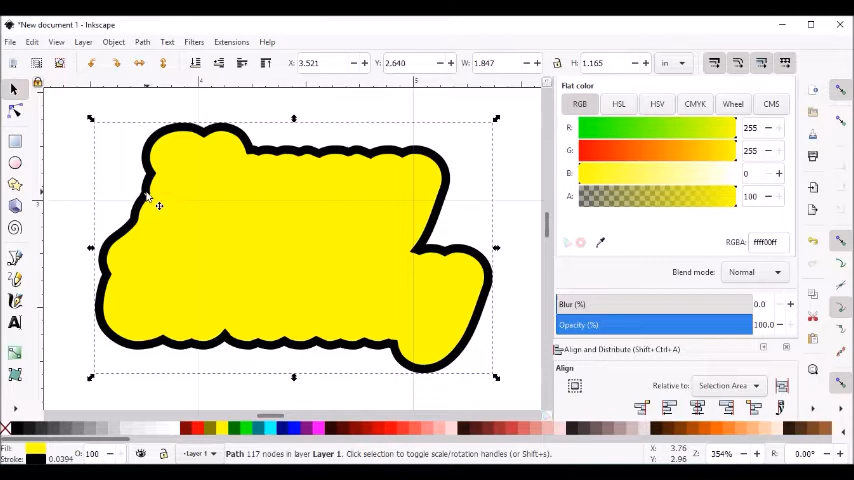 *New document 1 - Inkscape
File Edit View Layer Object Path Text Filters Extensions Help
X: 3.521 Y: 2.640 W: 1.847 H: 1.165 in
4 5
3
Flat color
RGB HSL HSV CMYK Wheel CMS
R: 255
G: 255
B: 0
A: 100
RGBA: ffff00ff
Blend mode: Normal
Blur (%) 0.0
Opacity (%) 100.0
Align and Distribute (Shift+Ctrl+A)
Align
Relative to: Selection Area
Fill:
Stroke: 0.0394
O: 100
Layer 1
Path 117 nodes in layer Layer 1. Click selection to toggle scale/rotation handles (or Shift+s).
X: 3.76
Y: 2.96
Z: 354%
R: 0.00°